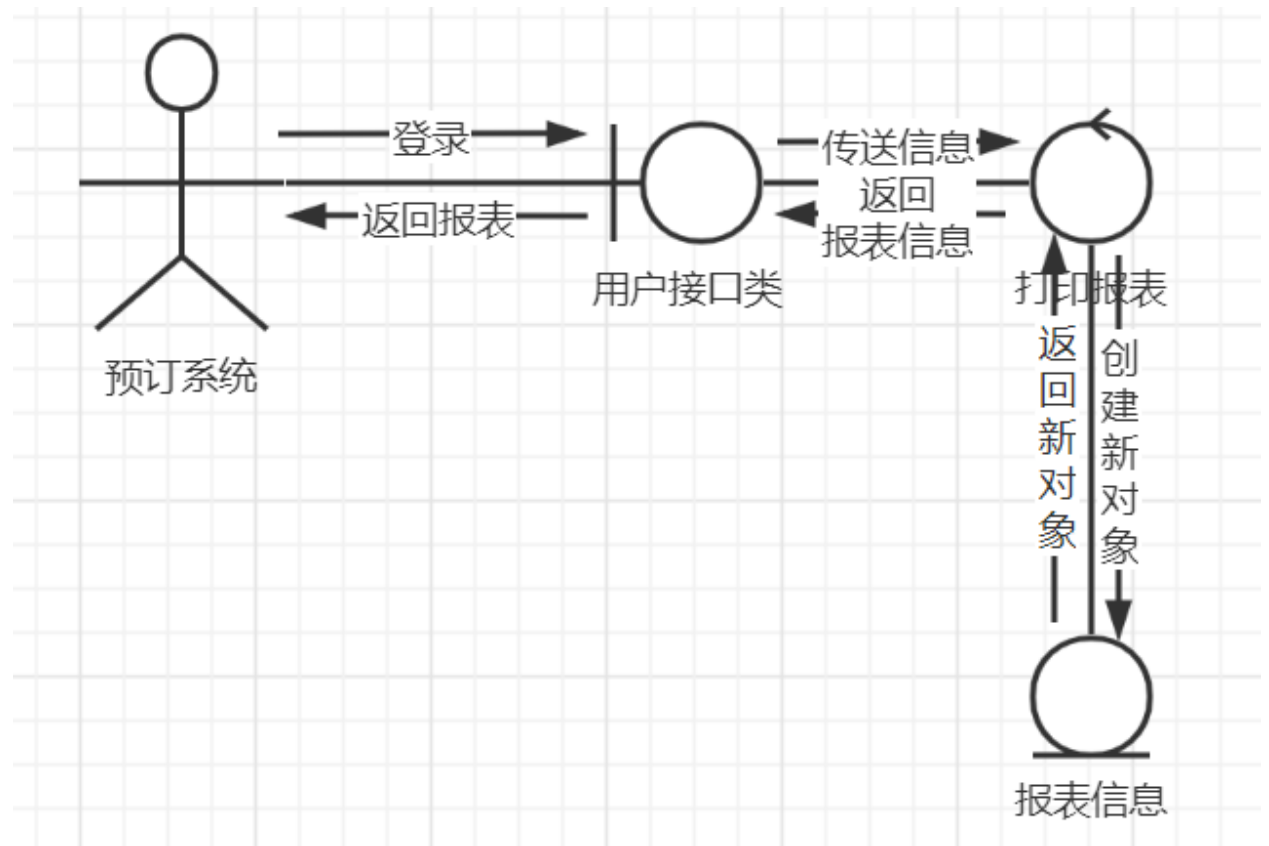 登录
传送信息
返回
报表信息
返回报表
用户接口类
打印报表
预订系统
返回新对象
创建新对象
报表信息